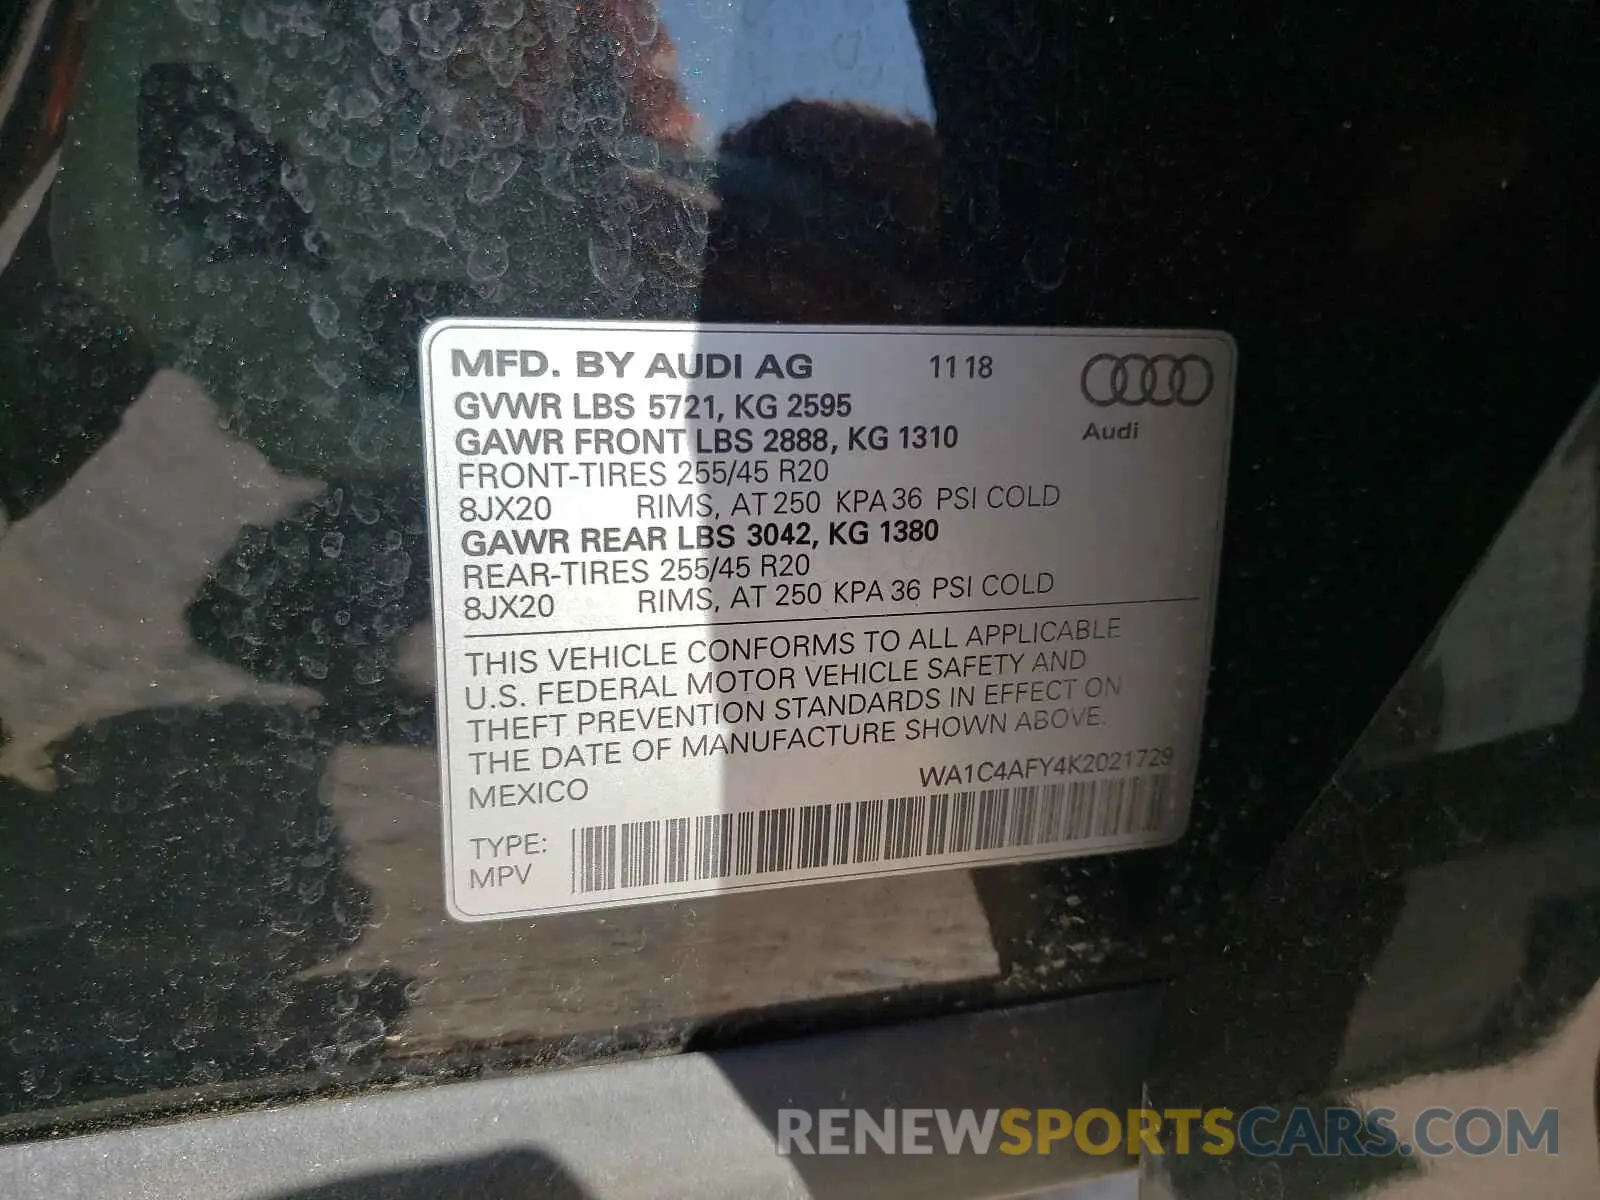 MFD. BY AUDI AG 11 18
GVWR LBS 5721, KG 2595
GAWR FRONT LBS 2888, KG 1310
Audi
FRONT-TIRES 255/45 R20
8JX20 RIMS, AT 250 KPA 36 PSI COLD
GAWR REAR LBS 3042, KG 1380
REAR-TIRES 255/45 R20
8JX20 RIMS, AT 250 KPA 36 PSI COLD
THIS VEHICLE CONFORMS TO ALL APPLICABLE
U.S. FEDERAL MOTOR VEHICLE SAFETY AND
THEFT PREVENTION STANDARDS IN EFFECT ON
THE DATE OF MANUFACTURE SHOWN ABOVE.
MEXICO WA1C4AFY4K2021729
TYPE:
MPV
RENEWSPORTSCARS.COM